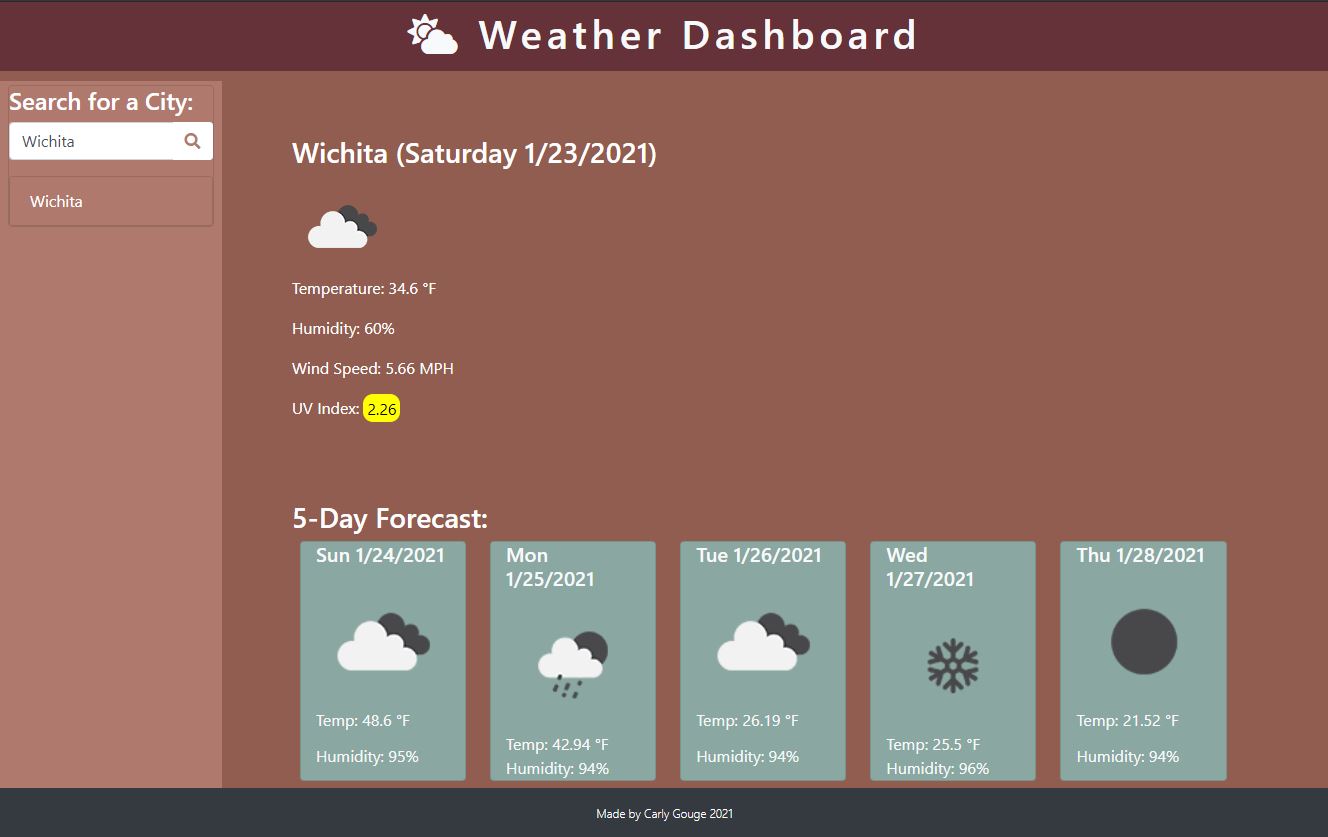 Weather Dashboard
Search for a City:
Wichita
Wichita
Wichita (Saturday 1/23/2021)
Temperature: 34.6 °F
Humidity: 60%
Wind Speed: 5.66 MPH
UV Index: 2.26
5-Day Forecast:
Sun 1/24/2021
Temp: 48.6 °F
Humidity: 95%
Mon
1/25/2021
Temp: 42.94 °F
Humidity: 94%
Tue 1/26/2021
Temp: 26.19 °F
Humidity: 94%
Wed
1/27/2021
Temp: 25.5 °F
Humidity: 96%
Thu 1/28/2021
Temp: 21.52 °F
Humidity: 94%
Made by Carly Gouge 2021